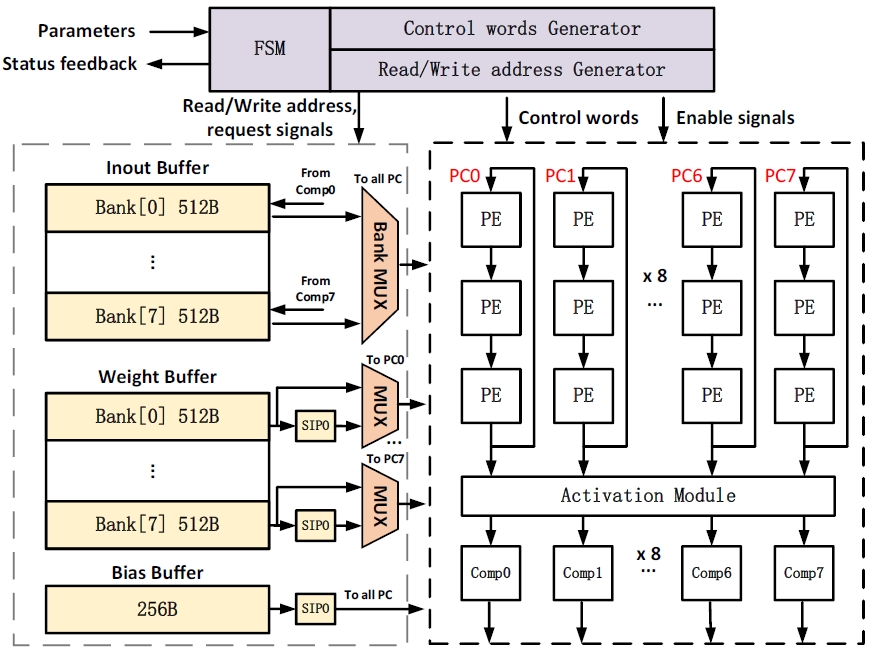 Parameters
Status feedback
FSM
Control words Generator
Read/Write address Generator
Read/Write address,
request signals
Control words
Enable signals
Inout Buffer
Bank[0] 512B
⋮
Bank[7] 512B
From
Comp0
From
Comp7
To all PC
Bank MUX
Weight Buffer
Bank[0] 512B
⋮
Bank[7] 512B
SIPO
SIPO
To PC0
MUX
...
To PC7
MUX
Bias Buffer
256B
SIPO
To all PC
PC0
PC1
PC6
PC7
PE
PE
PE
PE
PE
PE
x 8
...
PE
PE
PE
PE
PE
PE
Activation Module
Comp0
Comp1
x 8
...
Comp6
Comp7